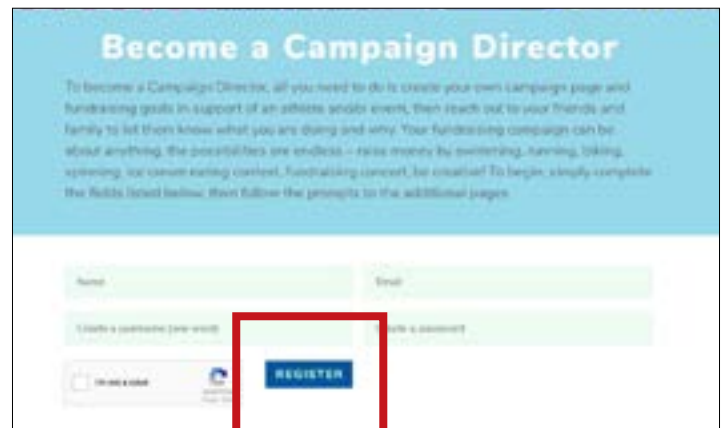 Become a Campaign Director
To become a Campaign Director, all you need to do is create your own campaign page and
fundraising goals in support of an athlete and/or event, then reach out to your friends and
family to let them know what you are doing and why. Your fundraising campaign can be
about anything, the possibilities are endless – raise money by swimming, running, biking,
spinning, ice cream eating contest, fundraising concert, be creative! To begin, simply complete
the fields listed below, then follow the prompts to the additional pages.
Name
Email
Create a username (one word)
Create a password
I'm not a robot
REGISTER